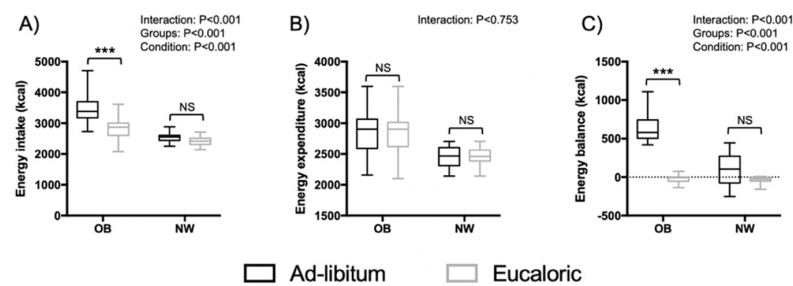 A)
Interaction: P<0.001
Groups: P<0.001
Condition: P<0.001
Energy intake (kcal)
5000
4000
3000
2000
1000
0
***
NS
OB
NW
B)
Interaction: P<0.753
Energy expenditure (kcal)
4000
3500
3000
2500
2000
1500
NS
NS
OB
NW
C)
Interaction: P<0.001
Groups: P<0.001
Condition: P<0.001
Energy balance (kcal)
1500
1000
500
0
-500
***
NS
OB
NW
Ad-libitum
Eucaloric